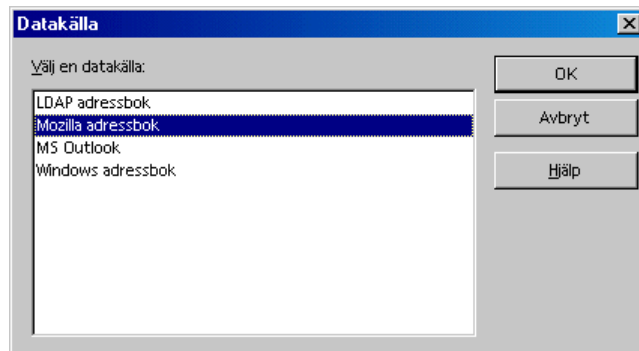 Datakälla
Välj en datakälla:
OK
LDAP adressbok
Mozilla adressbok
Avbryt
MS Outlook
Windows adressbok
Hjälp